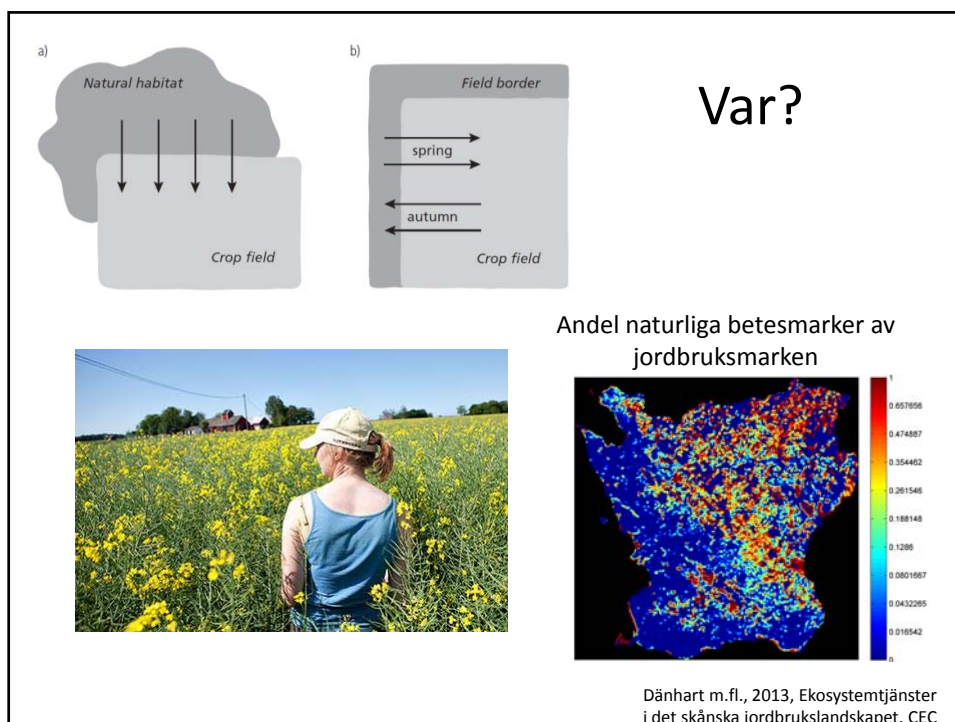 a)
Natural habitat
Crop field
b)
Field border
spring
autumn
Crop field
Var?
Andel naturliga betesmarker av
jordbruksmarken
1
0.657656
0.474887
0.354462
0.261546
0.188148
0.1286
0.0801667
0.0432265
0.016542
0
Dänhart m.fl., 2013, Ekosystemtjänster
i det skånska jordbrukslandskapet, CEC